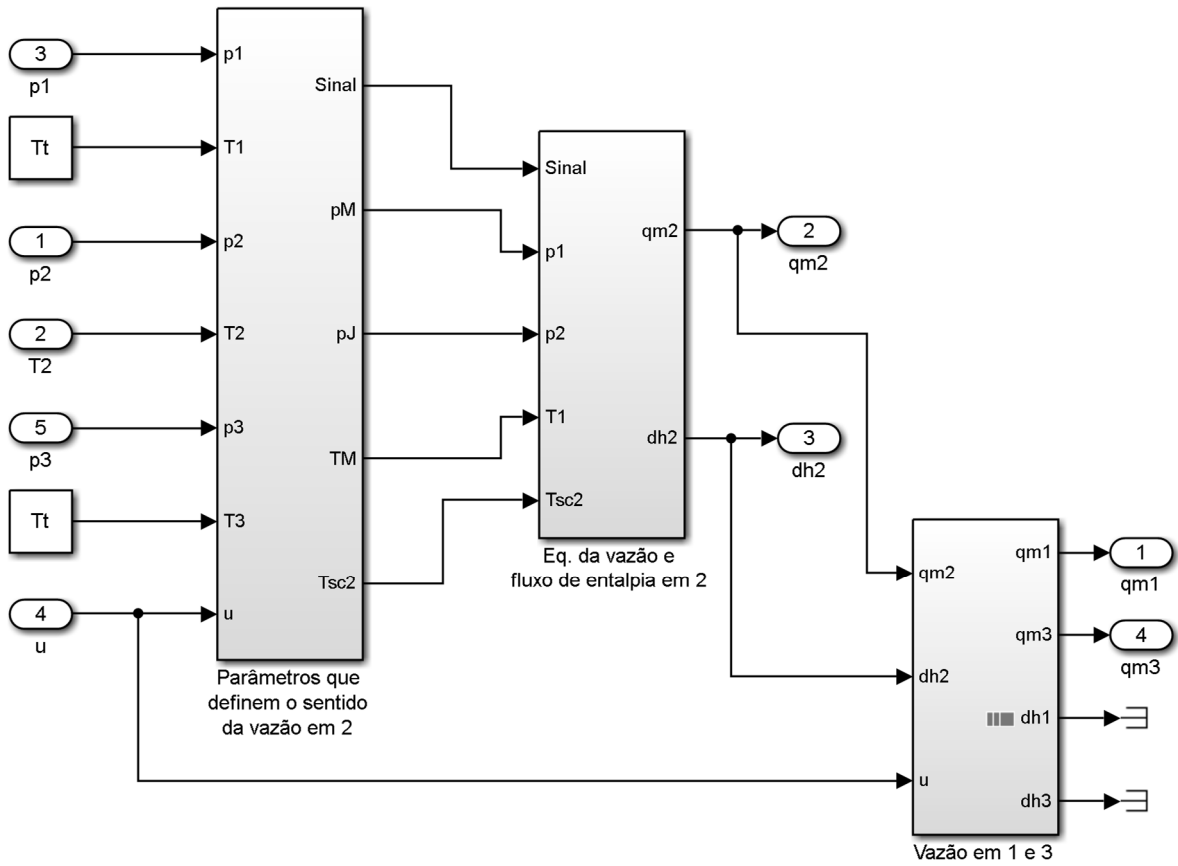 3
p1
Tt
1
p2
2
T2
5
p3
Tt
4
u
p1
T1
p2
T2
p3
T3
u
Sinal
pM
pJ
TM
Tsc2
Parâmetros que
definem o sentido
da vazão em 2
Sinal
p1
p2
T1
Tsc2
qm2
dh2
Eq. da vazão e
fluxo de entalpia em 2
2
qm2
3
dh2
qm2
dh2
u
qm1
qm3
dh1
dh3
Vazão em 1 e 3
1
qm1
4
qm3